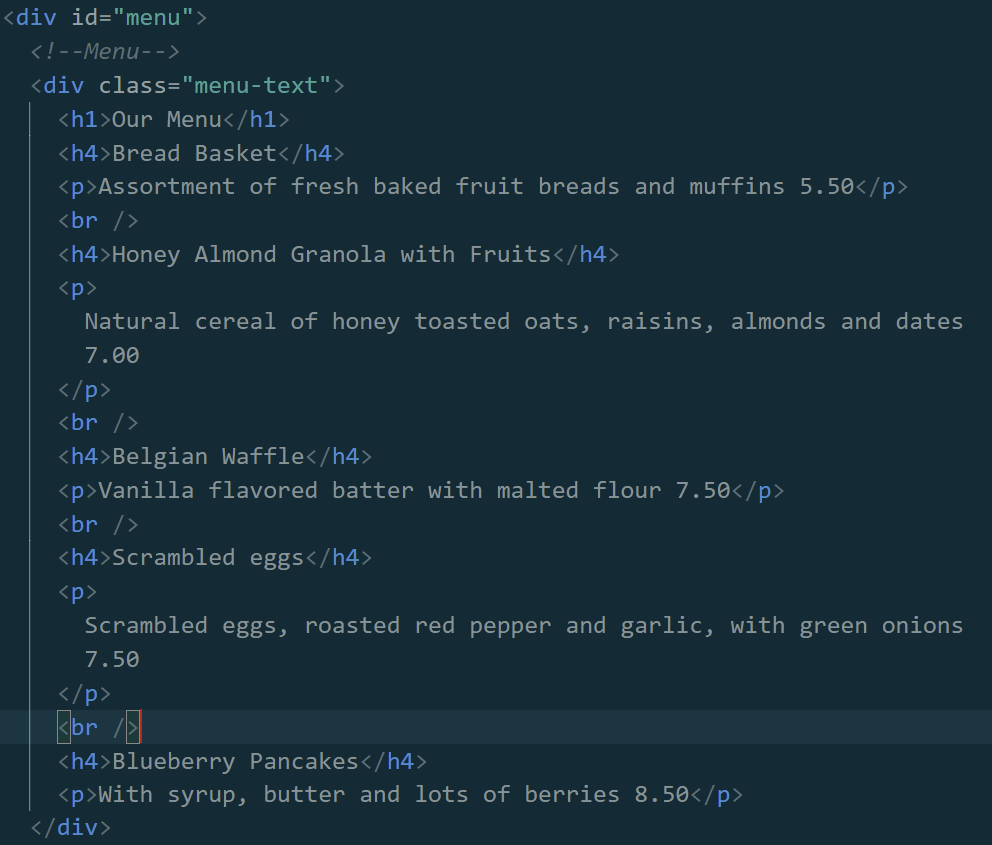 <div id="menu">
  <!--Menu-->
  <div class="menu-text">
    <h1>Our Menu</h1>
    <h4>Bread Basket</h4>
    <p>Assortment of fresh baked fruit breads and muffins 5.50</p>
    <br />
    <h4>Honey Almond Granola with Fruits</h4>
    <p>
      Natural cereal of honey toasted oats, raisins, almonds and dates
      7.00
    </p>
    <br />
    <h4>Belgian Waffle</h4>
    <p>Vanilla flavored batter with malted flour 7.50</p>
    <br />
    <h4>Scrambled eggs</h4>
    <p>
      Scrambled eggs, roasted red pepper and garlic, with green onions
      7.50
    </p>
    <br />
    <h4>Blueberry Pancakes</h4>
    <p>With syrup, butter and lots of berries 8.50</p>
  </div>